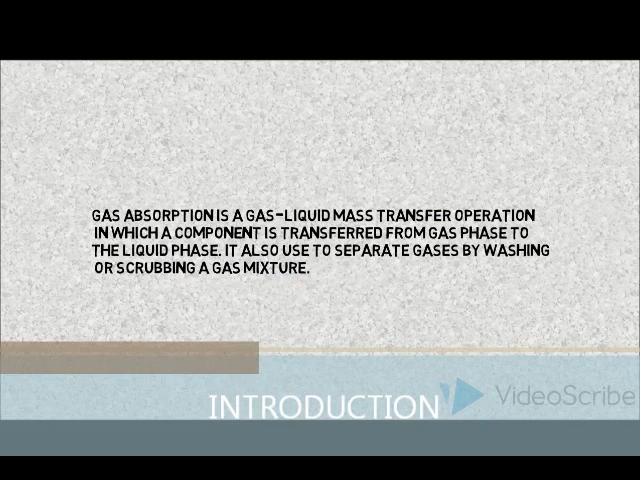 GAS ABSORPTION IS A GAS-LIQUID MASS TRANSFER OPERATION
IN WHICH A COMPONENT IS TRANSFERRED FROM GAS PHASE TO
THE LIQUID PHASE. IT ALSO USE TO SEPARATE GASES BY WASHING
OR SCRUBBING A GAS MIXTURE.
INTRODUCTION
VideoScribe